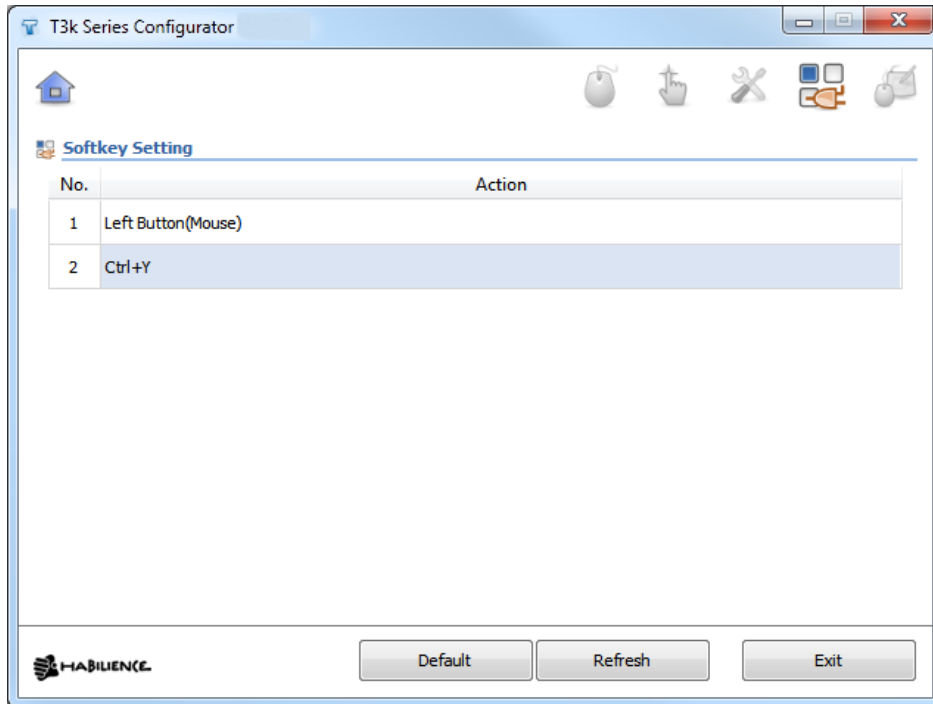 T3k Series Configurator
Softkey Setting
No. Action
1 Left Button(Mouse)
2 Ctrl+Y
HABILIENCE Default Refresh Exit